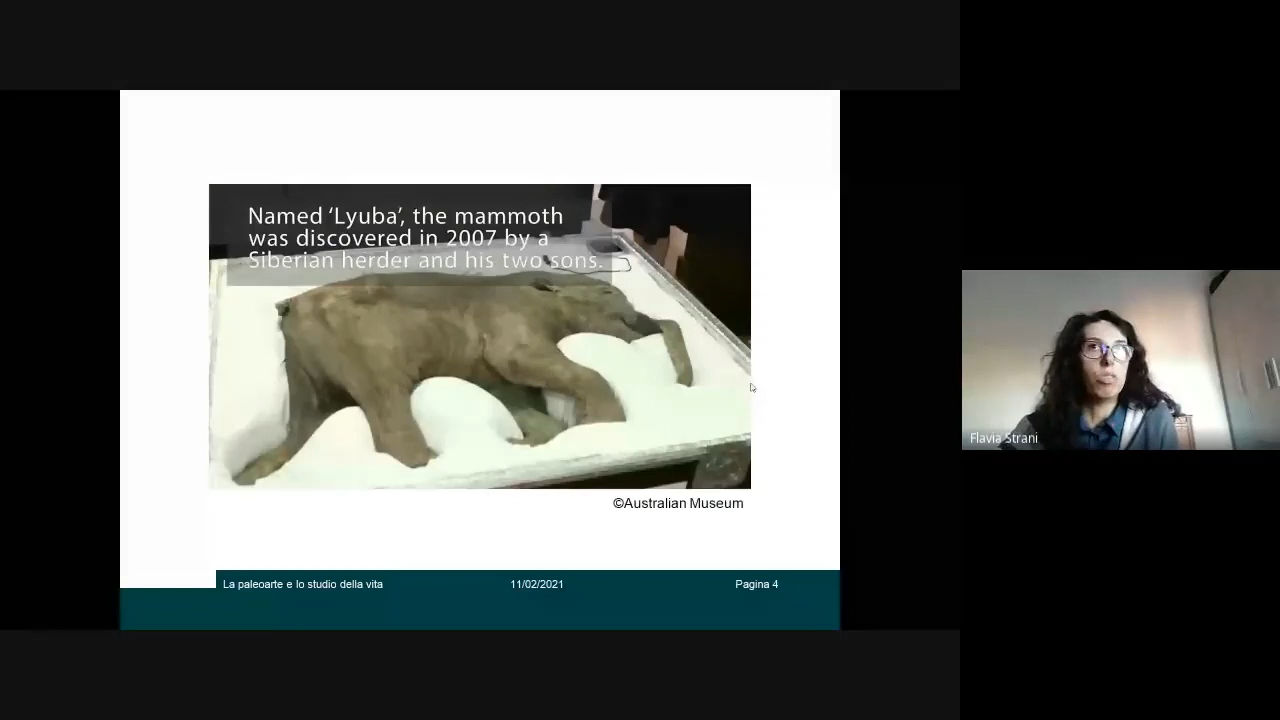 Named ‘Lyuba’, the mammoth
was discovered in 2007 by a
Siberian herder and his two sons.
©Australian Museum
La paleoarte e lo studio della vita 11/02/2021 Pagina 4
Flavia Strani